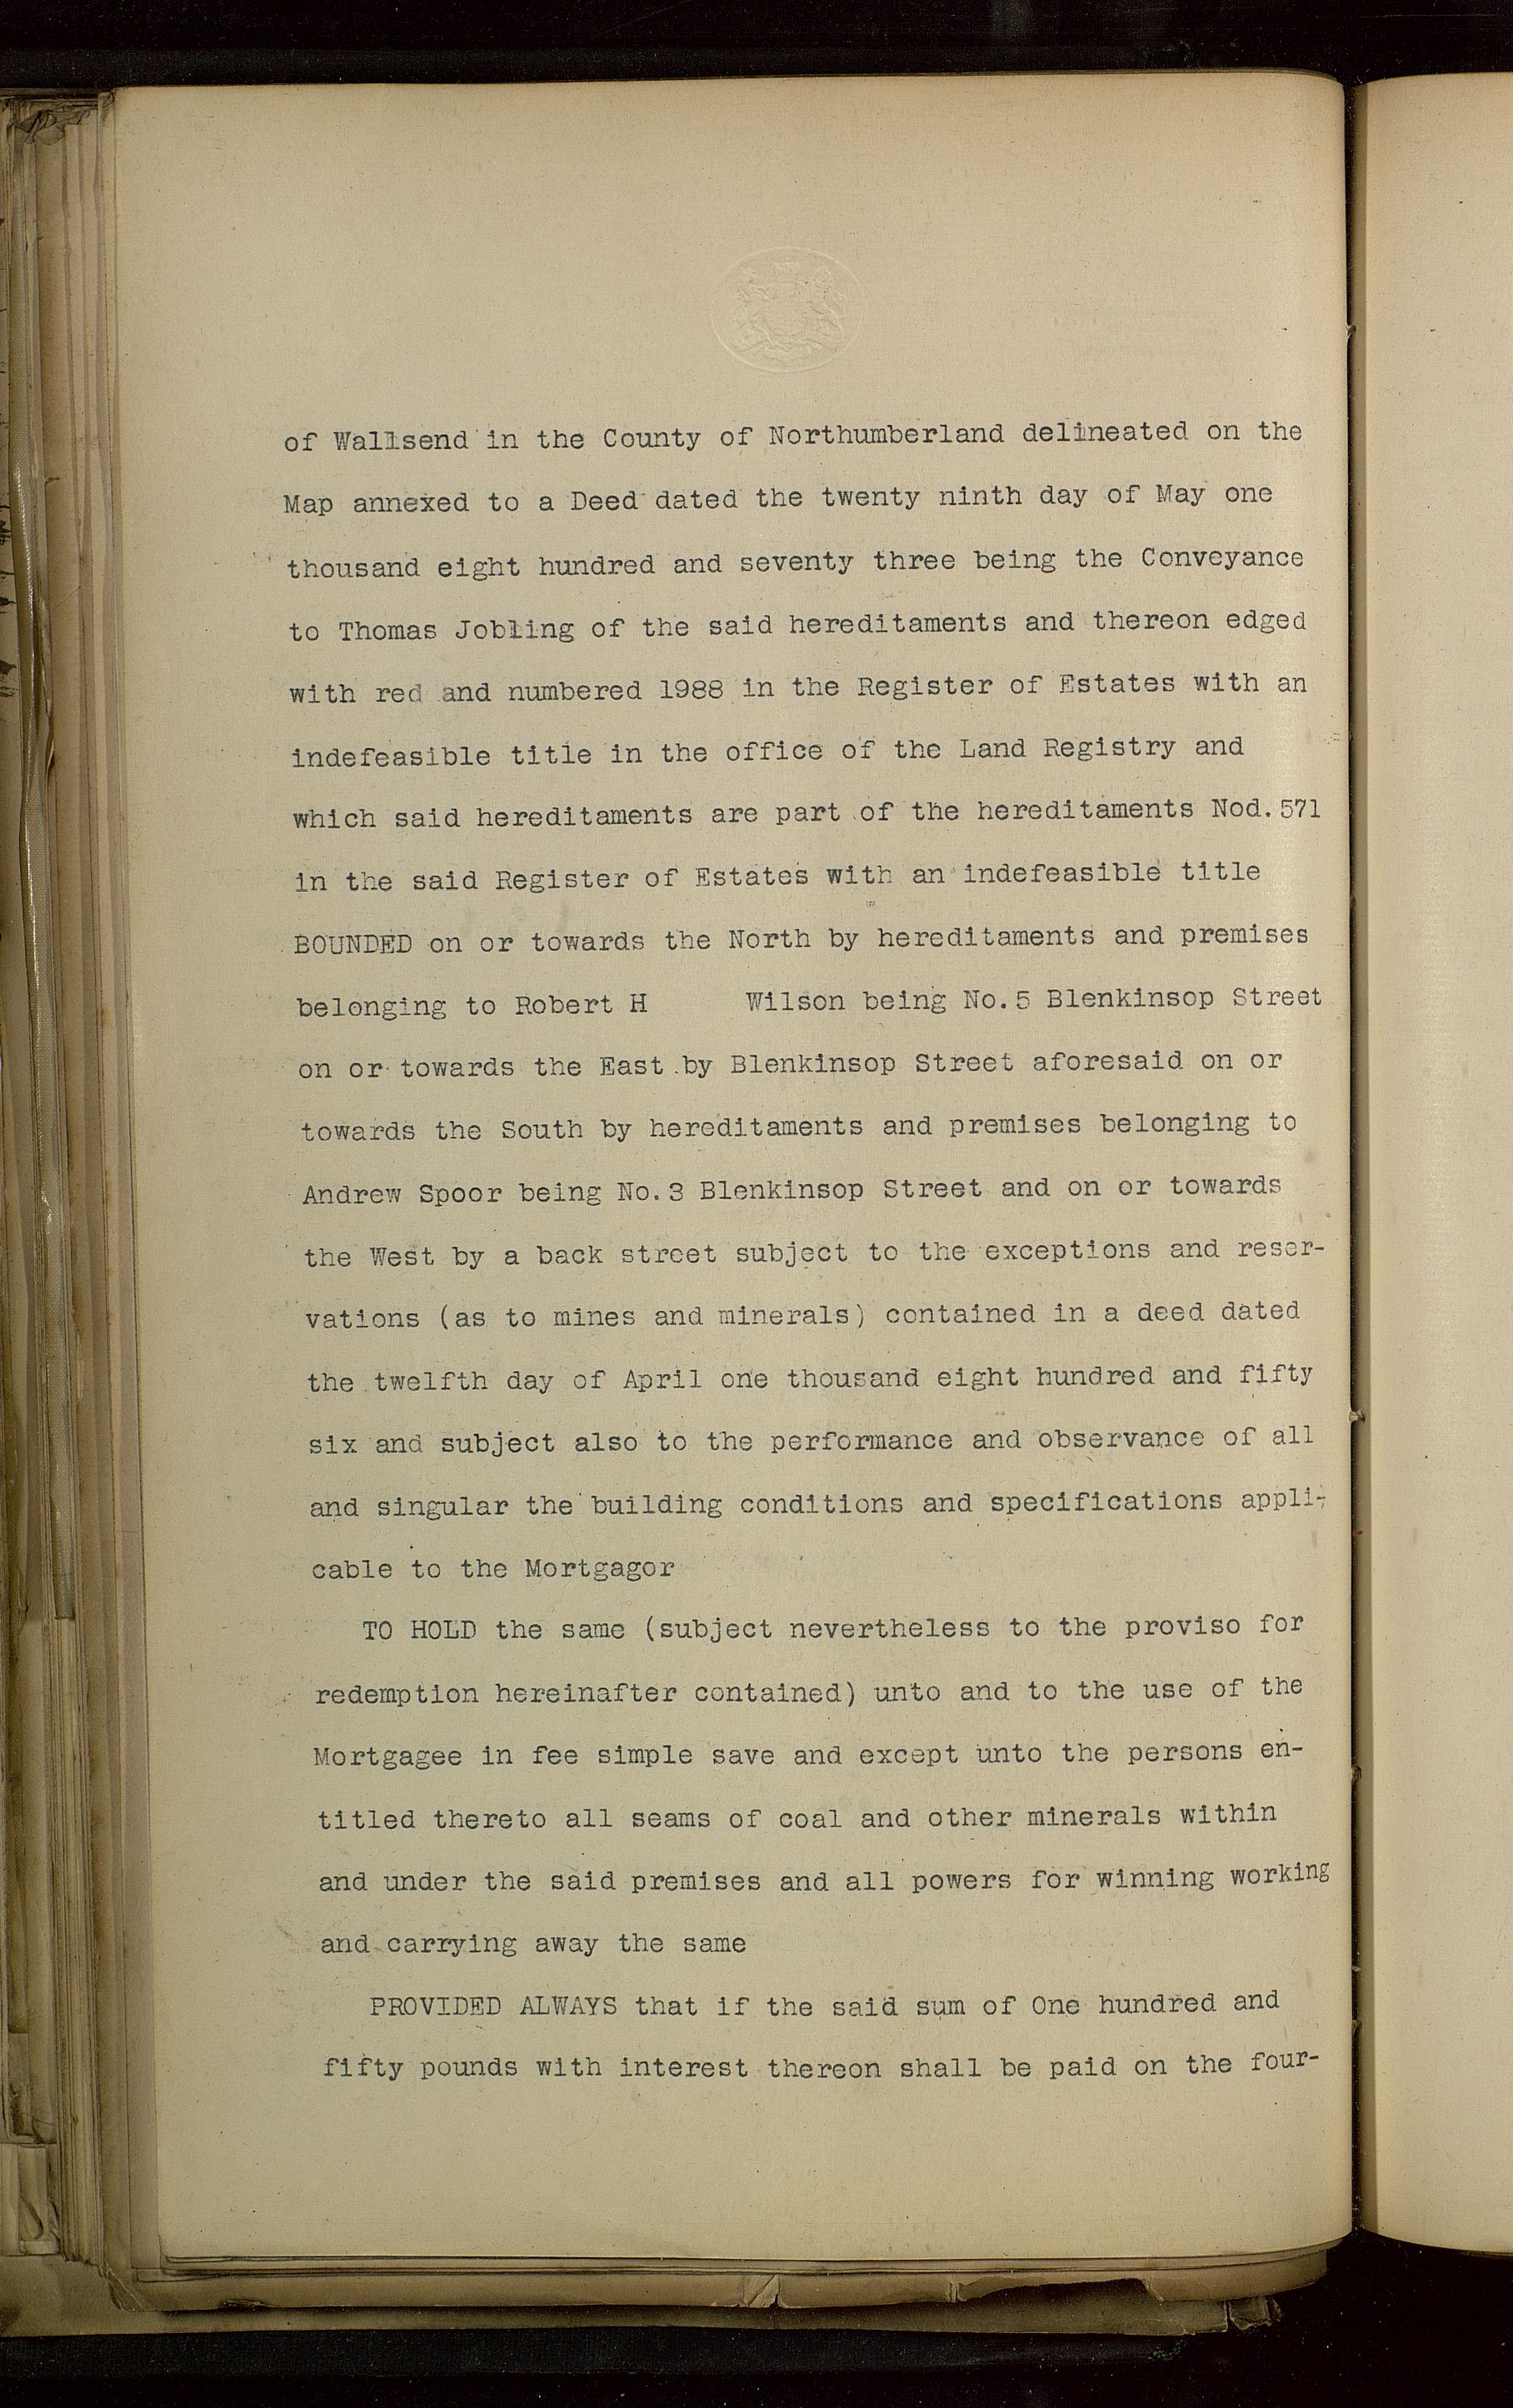 of Wallsend in the County of Northumberland delineated on the
Map annexed to a Deed dated the twenty ninth day of May one
thousand eight hundred and seventy three being the Conveyance
to Thomas Jobling of the said hereditaments and thereon edged
with red and numbered 1988 in the Register of Estates with an
indefeasible title in the office of the Land Registry and
which said hereditaments are part of the hereditaments Nod. 571
in the said Register of Estates with an indefeasible title
BOUNDED on or towards the North by hereditaments and premises
belonging to Robert H Wilson being No. 5 Blenkinsop Street
on or towards the East by Blenkinsop Street aforesaid on or
towards the South by hereditaments and premises belonging to
Andrew Spoor being No. 3 Blenkinsop Street and on or towards
the West by a back street subject to the exceptions and reser-
vations (as to mines and minerals) contained in a deed dated
the twelfth day of April one thousand eight hundred and fifty
six and subject also to the performance and observance of all
and singular the building conditions and specifications appli-
cable to the Mortgagor
TO HOLD the same (subject nevertheless to the proviso for
redemption hereinafter contained) unto and to the use of the
Mortgagee in fee simple save and except unto the persons en-
titled thereto all seams of coal and other minerals within
and under the said premises and all powers for winning working
and carrying away the same
PROVIDED ALWAYS that if the said sum of One hundred and
fifty pounds with interest thereon shall be paid on the four-